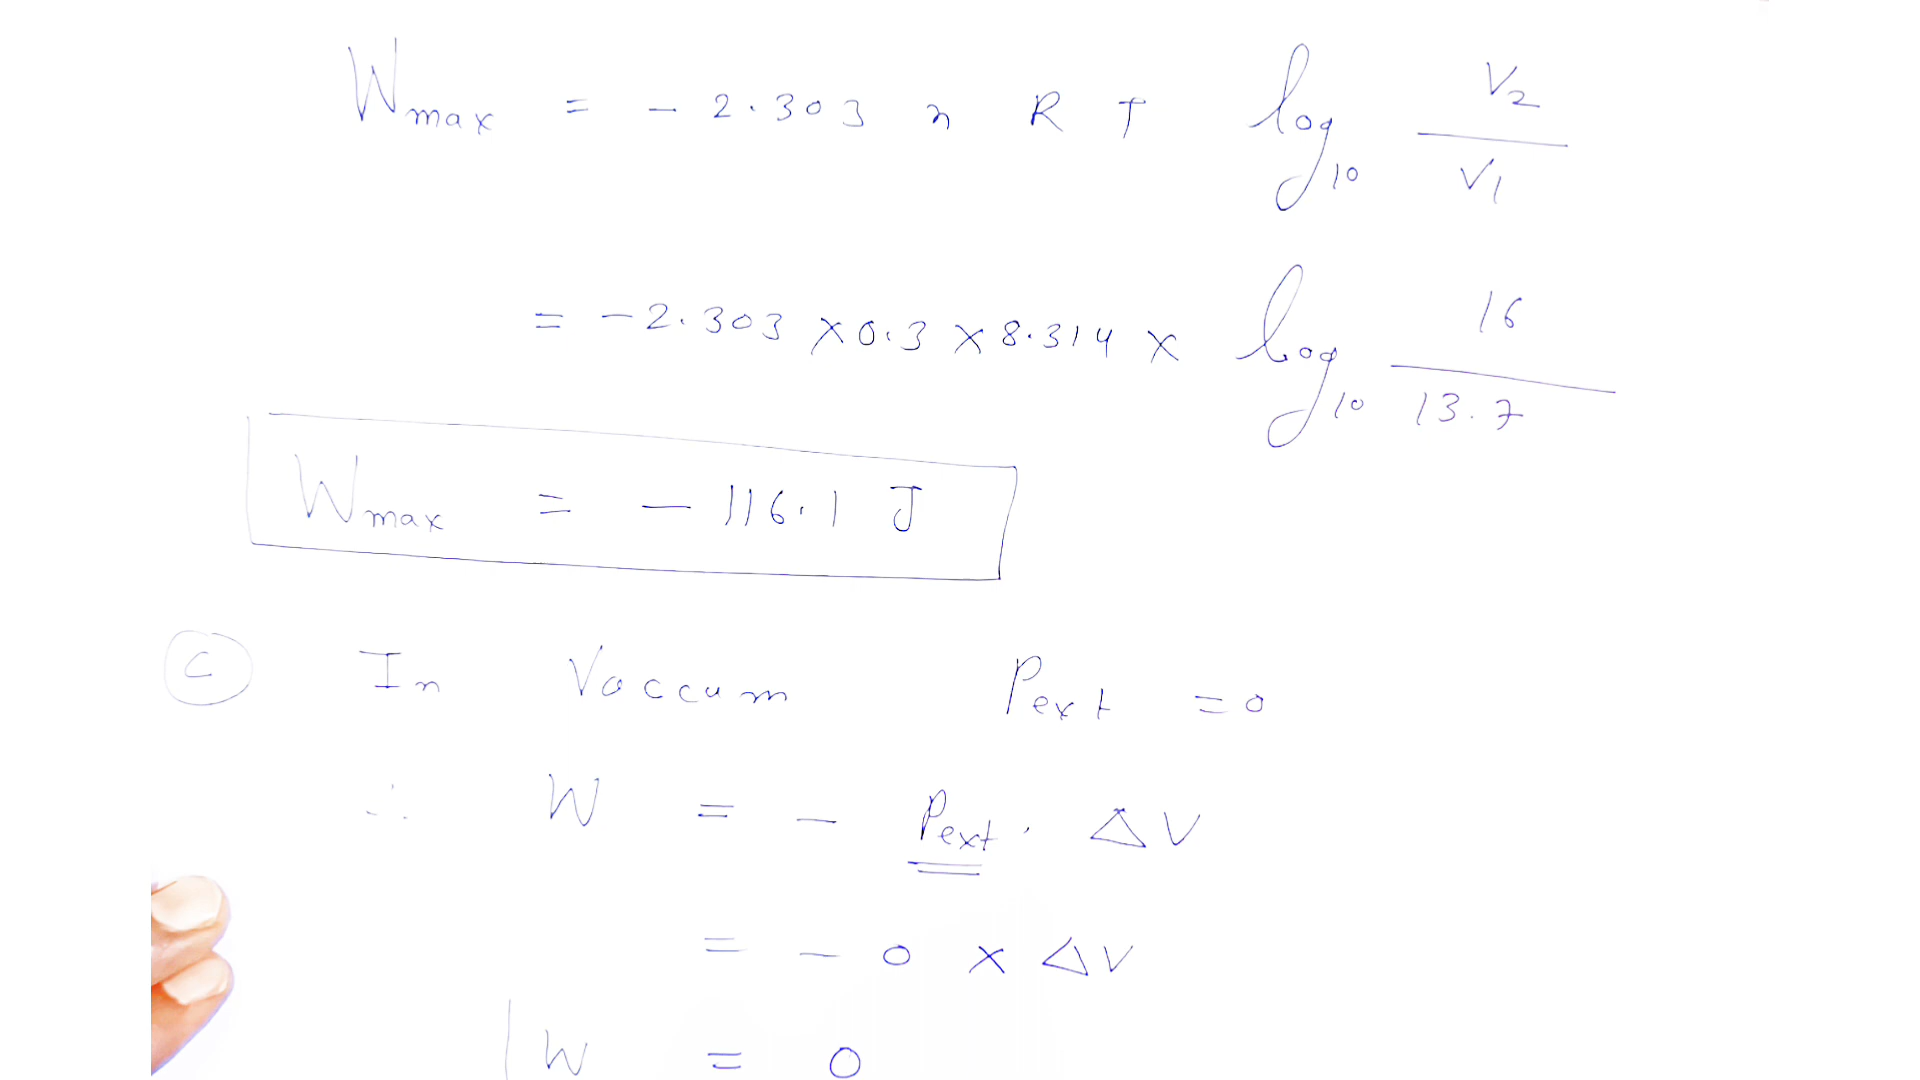 Wmax = - 2.303 n R T log10 V2/V1
= -2.303 × 0.3 × 8.314 × log10 16/13.7
Wmax = - 116.1 J
(C) In Vaccum Pext = 0
∴ W = - Pext · ΔV
= - 0 × ΔV
W = 0